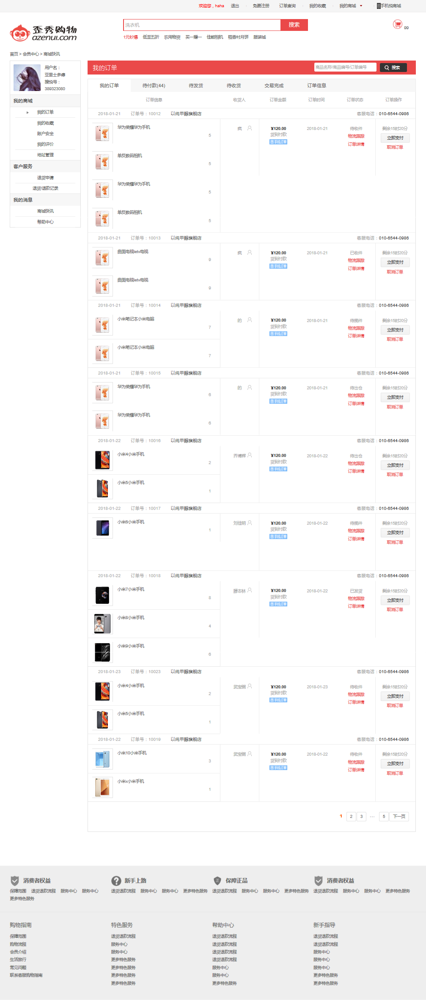 欢迎您，haha 退出 免费注册 订单查询 我的收藏 我的商城 手机悦商城
歪秀购物
azenui.com
洗衣机 搜索
99
1元秒爆 低至五折 农用物资 买一赠一 佳能相机 稻香村月饼 服装城
首页 > 会员中心 > 商城快讯
用户名：
亚里士多德
搜悦号：
389323080
我的商城
我的订单
我的收藏
账户安全
我的评价
地址管理
客户服务
退货申请
退货/退款记录
我的消息
商城快讯
帮助中心
我的订单 商品名称/商品编号/订单编号 搜索
我的订单 待付款(44) 待发货 待收货 交易完成 订单信息
订单信息 收货人 订单金额 订单时间 订单状态 订单操作
2018-01-21 订单号：10012 以纯甲醇旗舰店 客服电话：010-6544-0986
华为荣耀华为手机 5 疯 ¥120.00 2018-01-21 待收件 剩余15时20分
货到付款 物流跟踪 立即支付
手机订单 订单详情 取消订单
单反数码相机 5
华为荣耀华为手机 5
单反数码相机 5
2018-01-21 订单号：10013 以纯甲醇旗舰店 客服电话：010-6544-0986
曲面电视letv电视 9 疯 ¥120.00 2018-01-21 已收件 剩余15时20分
货到付款 物流跟踪 立即支付
手机订单 订单详情 取消订单
曲面电视letv电视 9
2018-01-21 订单号：10014 以纯甲醇旗舰店 客服电话：010-6544-0986
小米笔记本小米电脑 7 的 ¥120.00 2018-01-21 待揽件 剩余15时20分
货到付款 物流跟踪 立即支付
手机订单 订单详情 取消订单
小米笔记本小米电脑 7
2018-01-21 订单号：10015 以纯甲醇旗舰店 客服电话：010-6544-0986
华为荣耀华为手机 6 的 ¥120.00 2018-01-21 待出仓 剩余15时20分
货到付款 物流跟踪 立即支付
手机订单 订单详情 取消订单
华为荣耀华为手机 6
2018-01-22 订单号：10016 以纯甲醇旗舰店 客服电话：010-6544-0986
小米4小米手机 2 乔博辉 ¥120.00 2018-01-22 待出仓 剩余15时20分
货到付款 物流跟踪 立即支付
手机订单 订单详情 取消订单
小米5小米手机 1
2018-01-22 订单号：10017 以纯甲醇旗舰店 客服电话：010-6544-0986
小米6小米手机 1 刘佳明 ¥120.00 2018-01-22 待揽件 剩余15时20分
货到付款 物流跟踪 立即支付
手机订单 订单详情 取消订单
2018-01-22 订单号：10018 以纯甲醇旗舰店 客服电话：010-6544-0986
小米7小米手机 8 滕志林 ¥120.00 2018-01-22 已发货 剩余15时20分
货到付款 物流跟踪 立即支付
手机订单 订单详情 取消订单
小米8小米手机 4
小米9小米手机 6
2018-01-23 订单号：10023 以纯甲醇旗舰店 客服电话：010-6544-0986
小米4小米手机 2 武宝钢 ¥120.00 2018-01-23 待收件 剩余15时20分
货到付款 物流跟踪 立即支付
手机订单 订单详情 取消订单
小米5小米手机 1
2018-01-22 订单号：10019 以纯甲醇旗舰店 客服电话：010-6544-0986
小米10小米手机 3 武宝钢 ¥120.00 2018-01-22 待收件 剩余15时20分
货到付款 物流跟踪 立即支付
手机订单 订单详情 取消订单
小米x小米手机 1
1 2 3 ... 5 下一页
消费者权益 新手上路 保障正品 消费者权益
保障范围 退货退款流程 服务中心 服务中心 退货退款流程 服务中心 服务中心 更多特色服务 退货退款流程 服务中心 服务中心 更多特色服务 退货退款流程 服务中心 服务中心 更多特色服务
更多特色服务
购物指南 特色服务 帮助中心 新手指导
保障范围 退货退款流程 退货退款流程 退货退款流程
购物流程 服务中心 退货退款流程 退货退款流程
会员介绍 服务中心 退货退款流程 服务中心
生活旅行 更多特色服务 退货退款流程 服务中心
常见问题 更多特色服务 服务中心 服务中心
联系客服购物指南 更多特色服务 服务中心 更多特色服务
更多特色服务 更多特色服务 更多特色服务